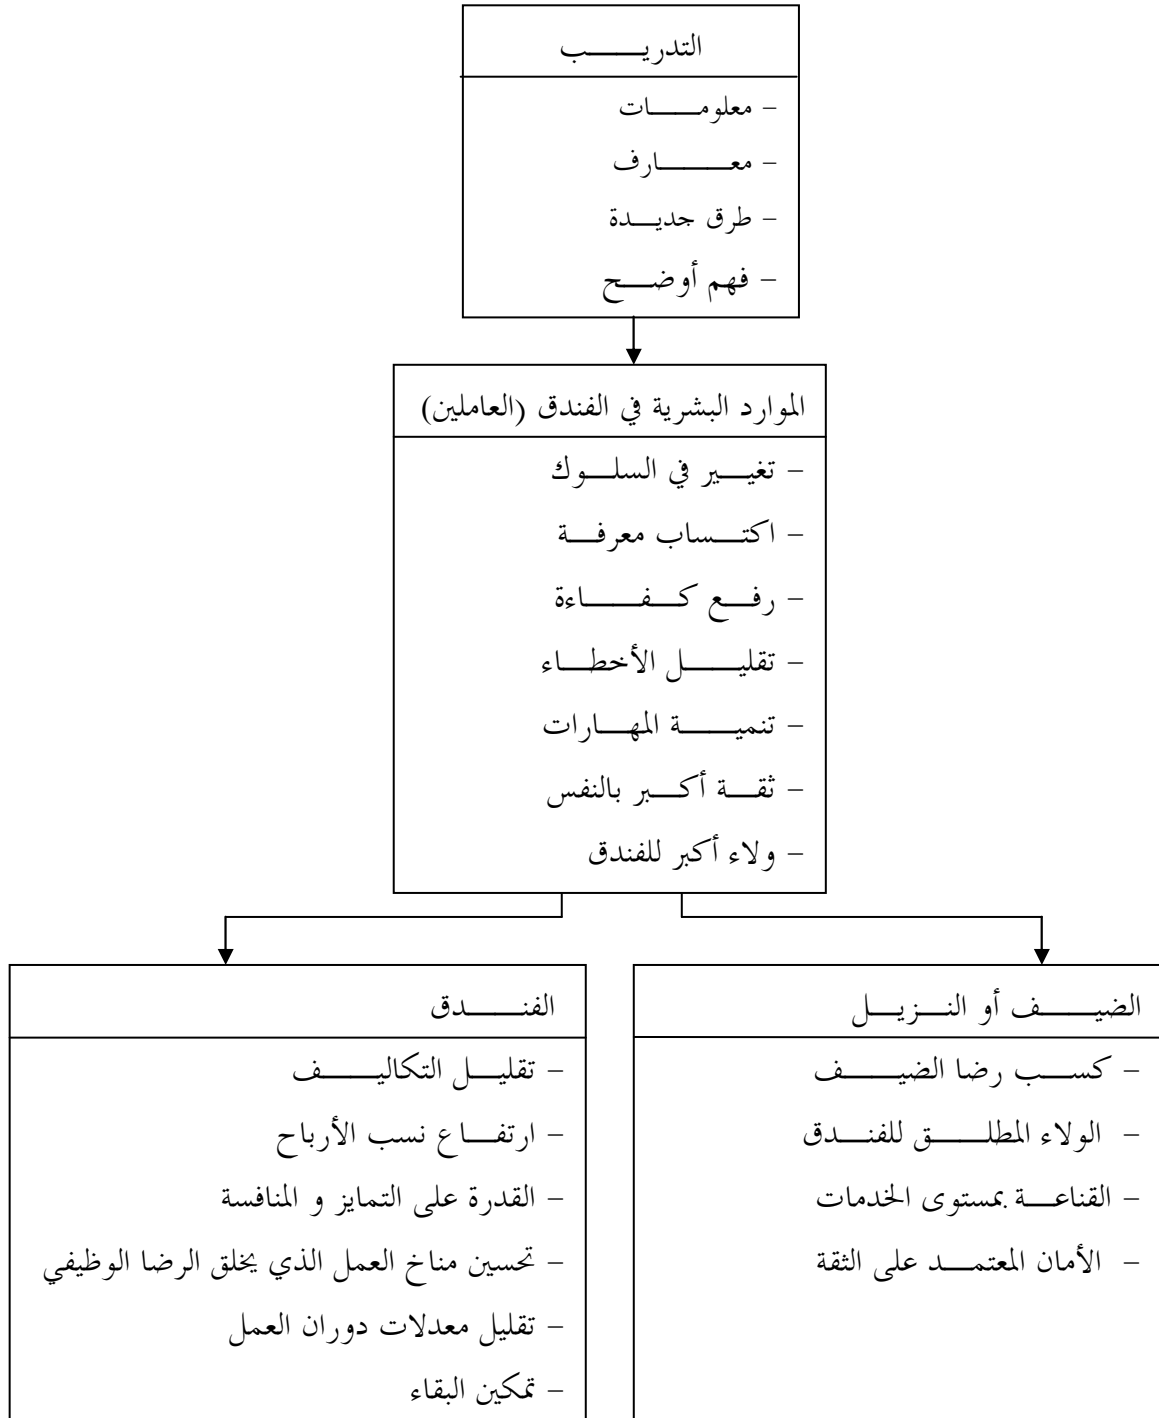 التدريب
- معلومات
- معارف
- طرق جديدة
- فهم أوضح
الموارد البشرية في الفندق (العاملين)
- تغيير في السلوك
- اكتساب معرفة
- رفع كفاءة
- تقليل الأخطاء
- تنمية المهارات
- ثقة أكبر بالنفس
- ولاء أكبر للفندق
الضيف أو النزيل
- كسب رضا الضيف
- الولاء المطلق للفندق
- القناعة بمستوى الخدمات
- الأمان المعتمد على الثقة
الفندق
- تقليل التكاليف
- ارتفاع نسب الأرباح
- القدرة على التمايز و المنافسة
- تحسين مناخ العمل الذي يخلق الرضا الوظيفي
- تقليل معدلات دوران العمل
- تمكين البقاء